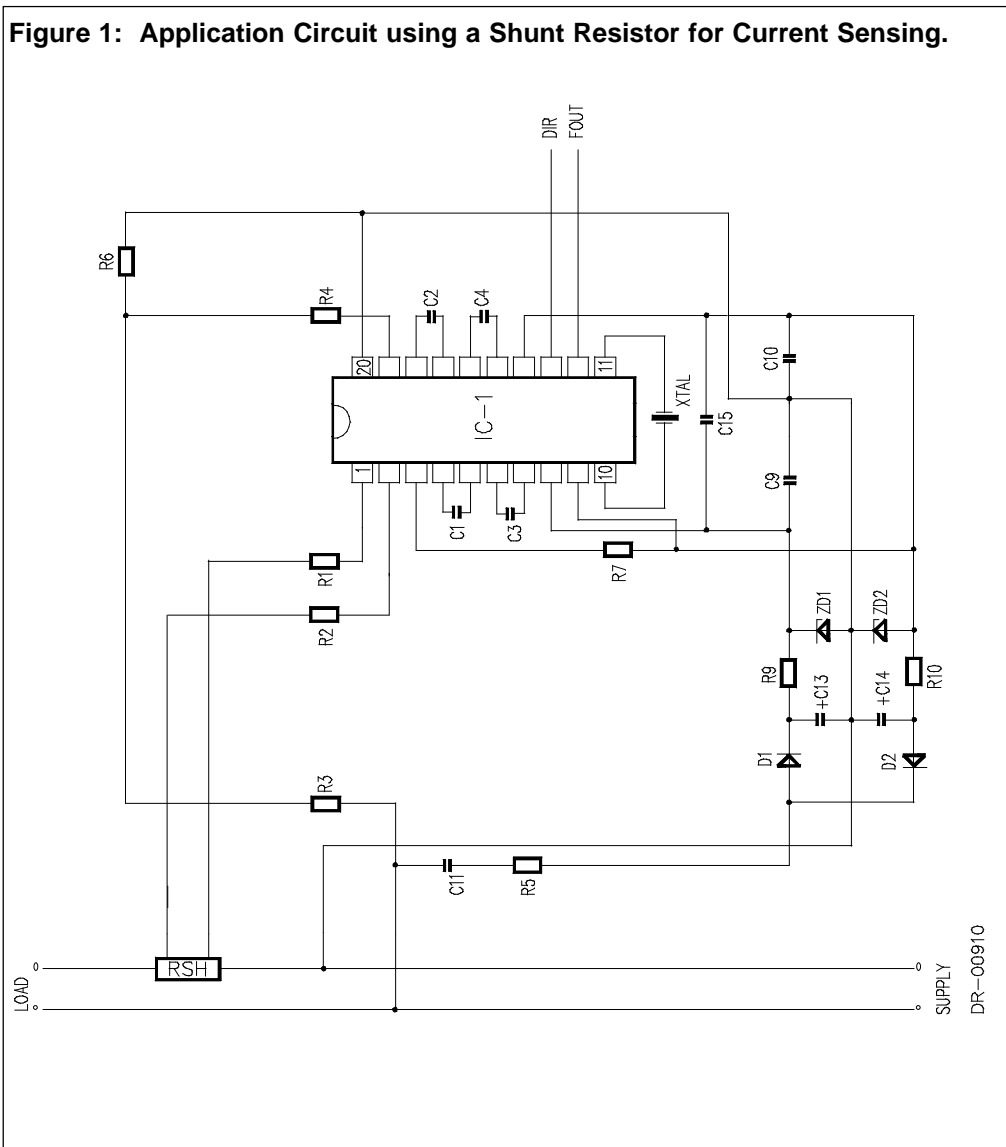 Figure 1: Application Circuit using a Shunt Resistor for Current Sensing.
DIR
FOUT
R6
R4
C2
C4
20
11
C10
XTAL
IC-1
C15
1
10
C9
C1
C3
R1
R7
R2
ZD1
ZD2
R9
+C13
+C14
R10
D1
D2
R3
C11
R5
RSH
LOAD
SUPPLY
DR-00910